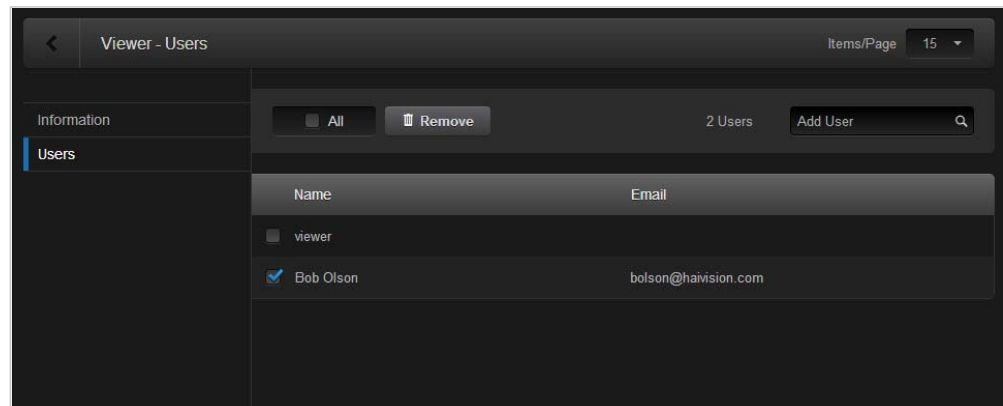 Viewer - Users
Items/Page 15
Information
Users
All Remove 2 Users Add User
Name Email
viewer
Bob Olson bolson@haivision.com